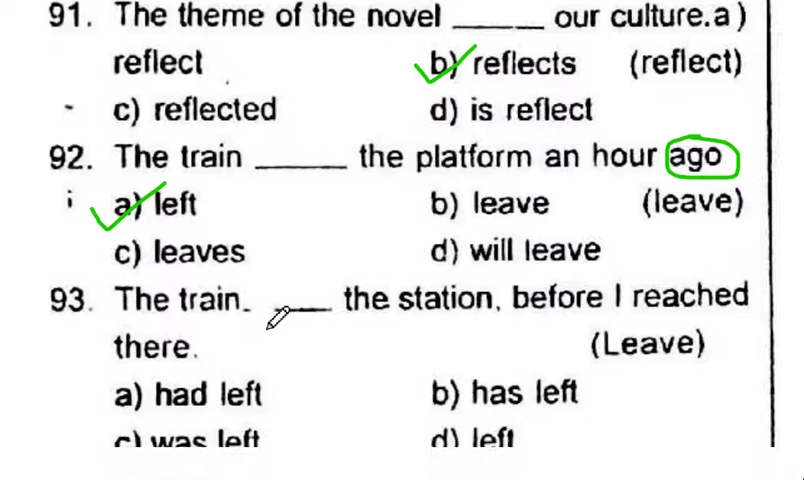 91. The theme of the novel ______ our culture.a)
reflect b) reflects (reflect)
c) reflected d) is reflect
92. The train ______ the platform an hour ago
a) left b) leave (leave)
c) leaves d) will leave
93. The train. ____ the station, before I reached
there. (Leave)
a) had left b) has left
c) was left d) left